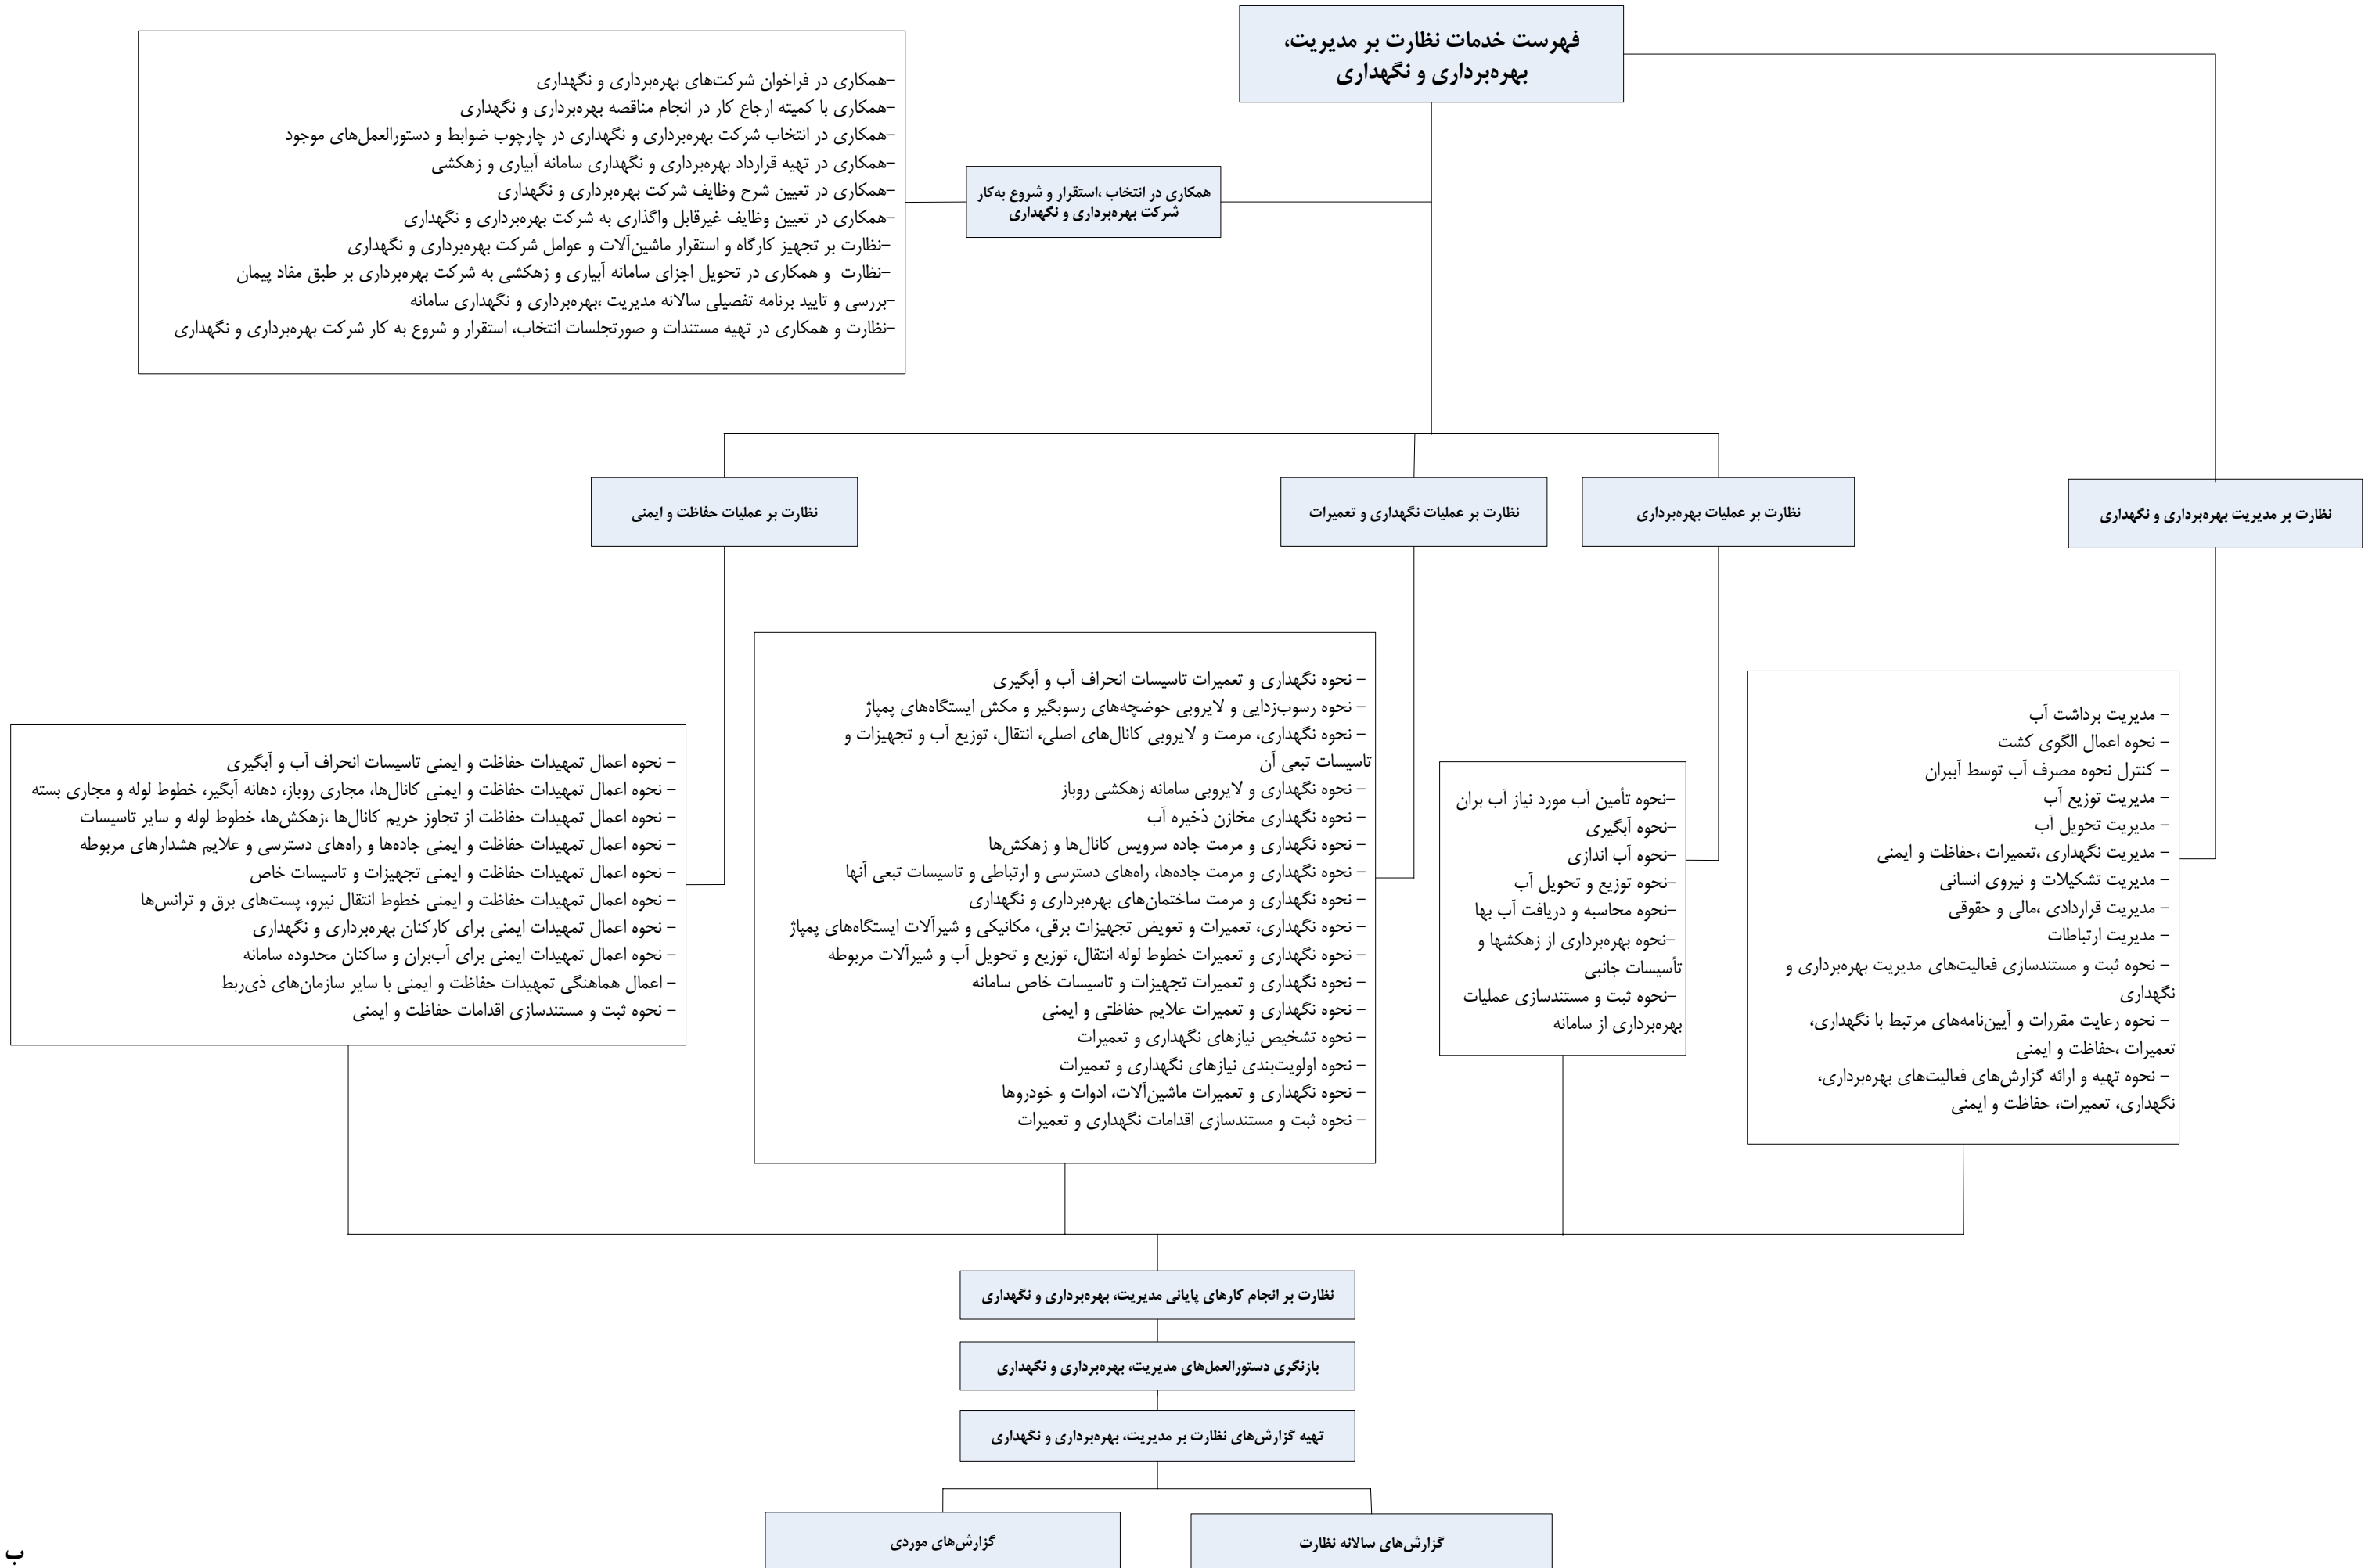 فهرست خدمات نظارت بر مدیریت،
بهره‌برداری و نگهداری
–همکاری در فراخوان شرکت‌های بهره‌برداری و نگهداری
–همکاری با کمیته ارجاع کار در انجام مناقصه بهره‌برداری و نگهداری
–همکاری در انتخاب شرکت بهره‌برداری و نگهداری در چارچوب ضوابط و دستورالعمل‌های موجود
–همکاری در تهیه قرارداد بهره‌برداری و نگهداری سامانه آبیاری و زهکشی
–همکاری در تعیین شرح وظایف شرکت بهره‌برداری و نگهداری
–همکاری در تعیین وظایف غیرقابل واگذاری به شرکت بهره‌برداری و نگهداری
–نظارت بر تجهیز کارگاه و استقرار ماشین‌آلات و عوامل شرکت بهره‌برداری و نگهداری
–نظارت و همکاری در تحویل اجزای سامانه آبیاری و زهکشی به شرکت بهره‌برداری بر طبق مفاد پیمان
–بررسی و تایید برنامه تفصیلی سالانه مدیریت ،بهره‌برداری و نگهداری سامانه
–نظارت و همکاری در تهیه مستندات و صورتجلسات انتخاب، استقرار و شروع به کار شرکت بهره‌برداری و نگهداری
همکاری در انتخاب ،استقرار و شروع به‌کار
شرکت بهره‌برداری و نگهداری
نظارت بر مدیریت بهره‌برداری و نگهداری
نظارت بر عملیات بهره‌برداری
نظارت بر عملیات نگهداری و تعمیرات
نظارت بر عملیات حفاظت و ایمنی
– مدیریت برداشت آب
– نحوه اعمال الگوی کشت
– کنترل نحوه مصرف آب توسط آببران
– مدیریت توزیع آب
– مدیریت تحویل آب
– مدیریت نگهداری ،تعمیرات ،حفاظت و ایمنی
– مدیریت تشکیلات و نیروی انسانی
– مدیریت قراردادی ،مالی و حقوقی
– مدیریت ارتباطات
– نحوه ثبت و مستندسازی فعالیت‌های مدیریت بهره‌برداری و
نگهداری
– نحوه رعایت مقررات و آیین‌نامه‌های مرتبط با نگهداری،
تعمیرات ،حفاظت و ایمنی
– نحوه تهیه و ارائه گزارش‌های فعالیت‌های بهره‌برداری،
نگهداری، تعمیرات، حفاظت و ایمنی
–نحوه تأمین آب مورد نیاز آب بران
–نحوه آبگیری
–نحوه آب اندازی
–نحوه توزیع و تحویل آب
–نحوه محاسبه و دریافت آب بها
–نحوه بهره‌برداری از زهکشها و
تأسیسات جانبی
–نحوه ثبت و مستندسازی عملیات
بهره‌برداری از سامانه
– نحوه نگهداری و تعمیرات تاسیسات انحراف آب و آبگیری
– نحوه رسوب‌زدایی و لایروبی حوضچه‌های رسوبگیر و مکش ایستگاه‌های پمپاژ
– نحوه نگهداری، مرمت و لایروبی کانال‌های اصلی، انتقال، توزیع آب و تجهیزات و
تاسیسات تبعی آن
– نحوه نگهداری و لایروبی سامانه زهکشی روباز
– نحوه نگهداری مخازن ذخیره آب
– نحوه نگهداری و مرمت جاده سرویس کانال‌ها و زهکش‌ها
– نحوه نگهداری و مرمت جاده‌ها، راه‌های دسترسی و ارتباطی و تاسیسات تبعی آنها
– نحوه نگهداری و مرمت ساختمان‌های بهره‌برداری و نگهداری
– نحوه نگهداری، تعمیرات و تعویض تجهیزات برقی، مکانیکی و شیرآلات ایستگاه‌های پمپاژ
– نحوه نگهداری و تعمیرات خطوط لوله انتقال، توزیع و تحویل آب و شیرآلات مربوطه
– نحوه نگهداری و تعمیرات تجهیزات و تاسیسات خاص سامانه
– نحوه نگهداری و تعمیرات علایم حفاظتی و ایمنی
– نحوه تشخیص نیازهای نگهداری و تعمیرات
– نحوه اولویت‌بندی نیازهای نگهداری و تعمیرات
– نحوه نگهداری و تعمیرات ماشین‌آلات، ادوات و خودروها
– نحوه ثبت و مستندسازی اقدامات نگهداری و تعمیرات
– نحوه اعمال تمهیدات حفاظت و ایمنی تاسیسات انحراف آب و آبگیری
– نحوه اعمال تمهیدات حفاظت و ایمنی کانال‌ها، مجاری روباز، دهانه آبگیر، خطوط لوله و مجاری بسته
– نحوه اعمال تمهیدات حفاظت از تجاوز حریم کانال‌ها ،زهکش‌ها، خطوط لوله و سایر تاسیسات
– نحوه اعمال تمهیدات حفاظت و ایمنی جاده‌ها و راه‌های دسترسی و علایم هشدارهای مربوطه
– نحوه اعمال تمهیدات حفاظت و ایمنی تجهیزات و تاسیسات خاص
– نحوه اعمال تمهیدات حفاظت و ایمنی خطوط انتقال نیرو، پست‌های برق و ترانس‌ها
– نحوه اعمال تمهیدات ایمنی برای کارکنان بهره‌برداری و نگهداری
– نحوه اعمال تمهیدات ایمنی برای آب‌بران و ساکنان محدوده سامانه
– اعمال هماهنگی تمهیدات حفاظت و ایمنی با سایر سازمان‌های ذی‌ربط
– نحوه ثبت و مستندسازی اقدامات حفاظت و ایمنی
نظارت بر انجام کارهای پایانی مدیریت، بهره‌برداری و نگهداری
بازنگری دستورالعمل‌های مدیریت، بهره‌برداری و نگهداری
تهیه گزارش‌های نظارت بر مدیریت، بهره‌برداری و نگهداری
گزارش‌های سالانه نظارت
گزارش‌های موردی
ب